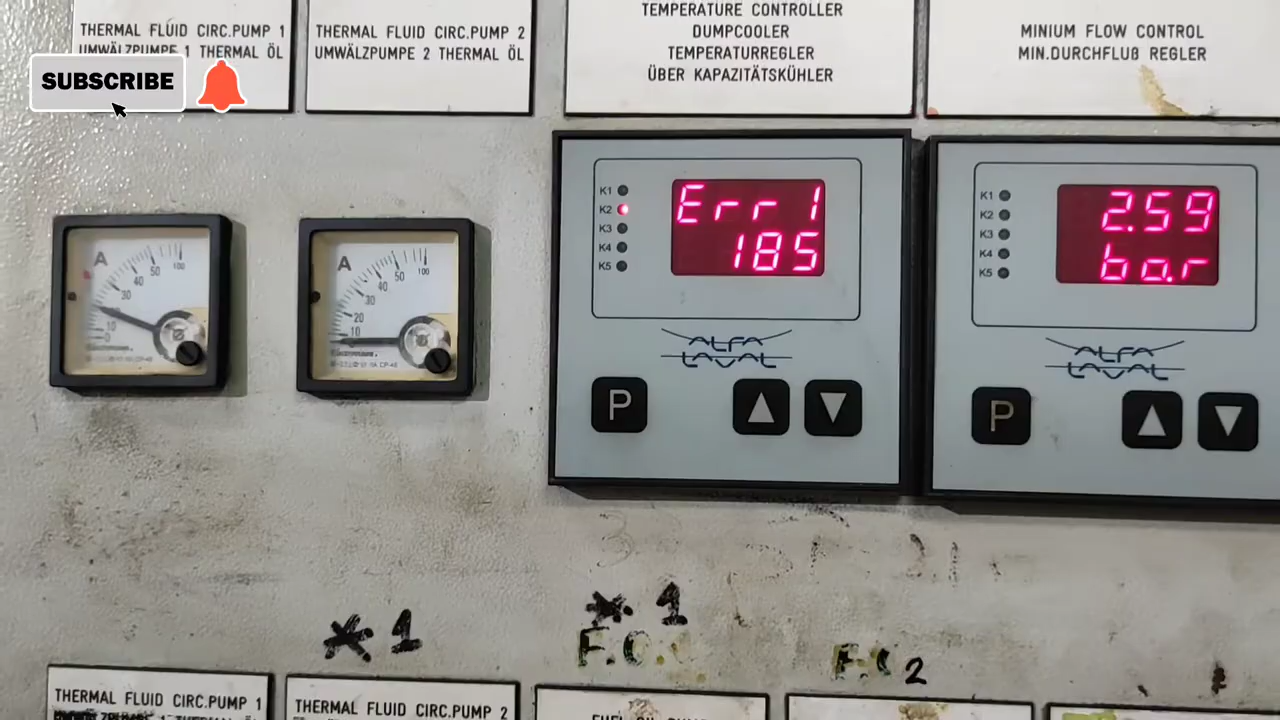 THERMAL FLUID CIRC.PUMP 1
UMWÄLZPUMPE 1 THERMAL ÖL
THERMAL FLUID CIRC.PUMP 2
UMWÄLZPUMPE 2 THERMAL ÖL
TEMPERATURE CONTROLLER
DUMPCOOLER
TEMPERATURREGLER
ÜBER KAPAZITÄTSKÜHLER
MINIUM FLOW CONTROL
MIN.DURCHFLUß REGLER
SUBSCRIBE
A
0
10
30
40
50
100
A
10
20
30
40
50
100
K1
K2
K3
K4
K5
Err1
185
ALFA
LAVAL
P
K1
K2
K3
K4
K5
2.59
bar
ALFA
LAVAL
P
* 1
* 1
F.O.
THERMAL FLUID CIRC.PUMP 1
THERMAL FLUID CIRC.PUMP 2